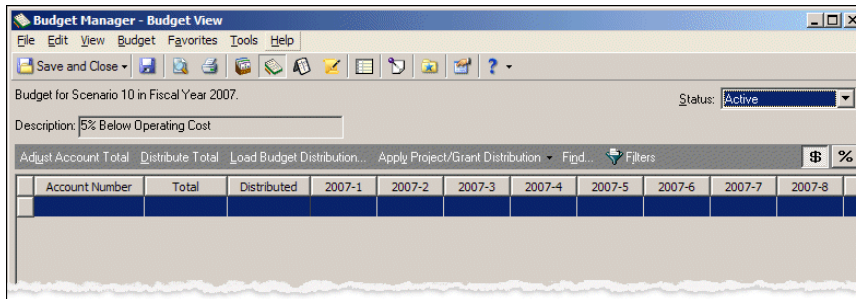 Budget Manager - Budget View
File Edit View Budget Favorites Tools Help
Save and Close
Budget for Scenario 10 in Fiscal Year 2007.
Status: Active
Description: 5% Below Operating Cost
Adjust Account Total Distribute Total Load Budget Distribution... Apply Project/Grant Distribution Find... Filters $ %
Account Number Total Distributed 2007-1 2007-2 2007-3 2007-4 2007-5 2007-6 2007-7 2007-8